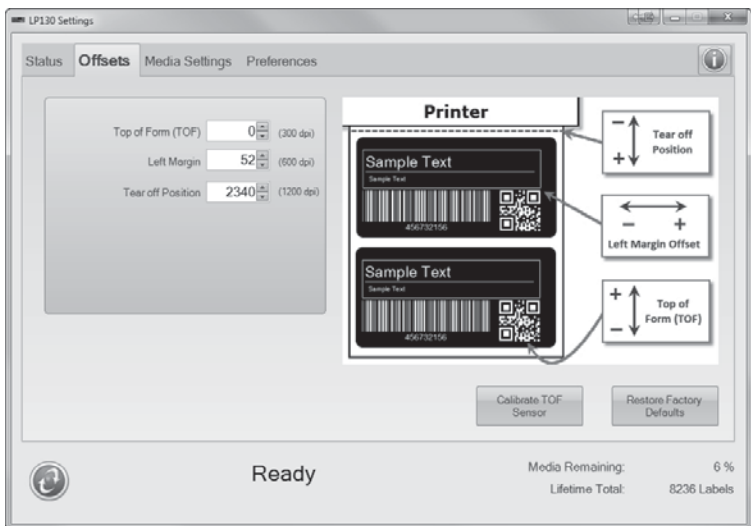 LP130 Settings
Status Offsets Media Settings Preferences
Top of Form (TOF) 0 (300 dpi)
Left Margin 52 (600 dpi)
Tear off Position 2340 (1200 dpi)
Printer
Sample Text
Sample Text
456732156
Sample Text
Sample Text
456732156
- Tear off
+ Position
- +
Left Margin Offset
+ Top of
- Form (TOF)
Calibrate TOF
Sensor
Restore Factory
Defaults
Ready
Media Remaining: 6 %
Lifetime Total: 8236 Labels